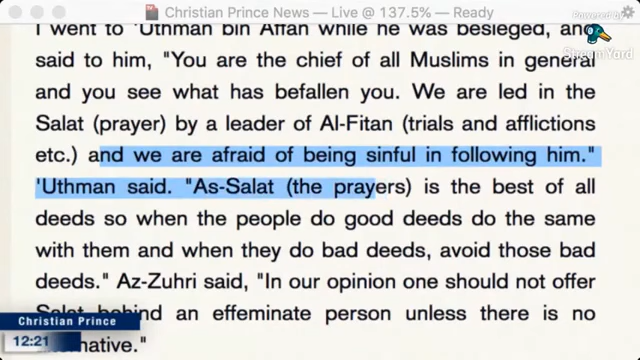 Christian Prince News — Live @ 137.5% — Ready
Powered by
StreamYard
I went to 'Uthman bin Affan while he was besieged, and
said to him, "You are the chief of all Muslims in general
and you see what has befallen you. We are led in the
Salat (prayer) by a leader of Al-Fitan (trials and afflictions
etc.) and we are afraid of being sinful in following him."
'Uthman said. "As-Salat (the prayers) is the best of all
deeds so when the people do good deeds do the same
with them and when they do bad deeds, avoid those bad
deeds." Az-Zuhri said, "In our opinion one should not offer
behind an effeminate person unless there is no
Christian Prince
12:21